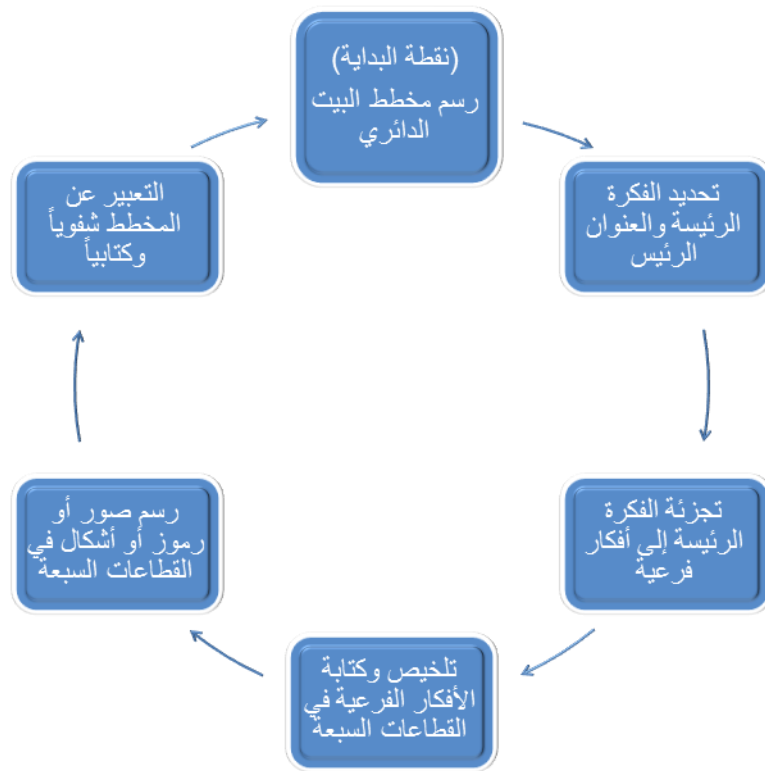 (نقطة البداية)
رسم مخطط البيت
الدائري
تحديد الفكرة
الرئيسة والعنوان
الرئيس
تجزئة الفكرة
الرئيسة إلى أفكار
فرعية
تلخيص وكتابة
الأفكار الفرعية في
القطاعات السبعة
رسم صور أو
رموز أو أشكال في
القطاعات السبعة
التعبير عن
المخطط شفوياً
وكتابياً